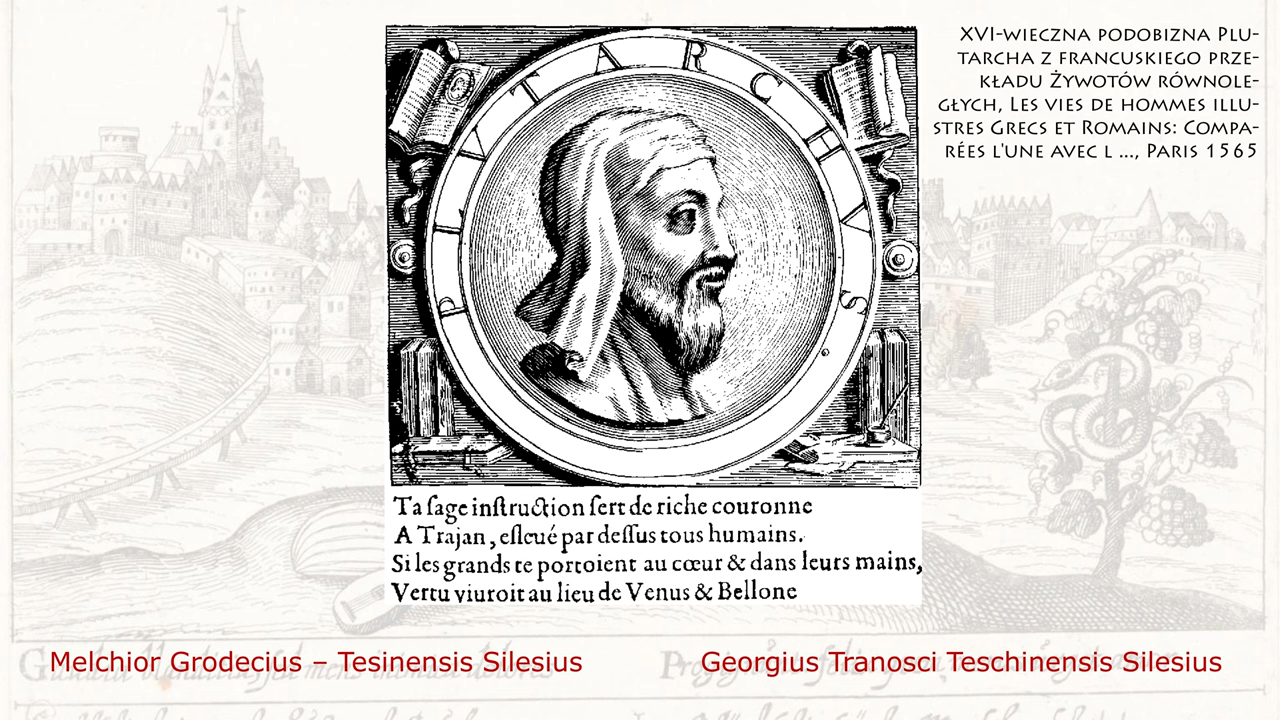 XVI-WIECZNA PODOBIZNA PLU-
TARCHA Z FRANCUSKIEGO PRZE-
KŁADU ŻYWOTÓW RÓWNOLE-
GŁYCH, LES VIES DE HOMMES ILLU-
STRES GRECS ET ROMAINS: COMPA-
RÉES L'UNE AVEC L ..., PARIS 1565
PLVTARCHVS
Ta ſage inſtruction ſert de riche couronne
A Trajan, eſleué par deſſus tous humains.
Si les grands te portoient au cœur & dans leurs mains,
Vertu viuroit au lieu de Venus & Bellone
Melchior Grodecius – Tesinensis Silesius
Georgius Tranosci Teschinensis Silesius